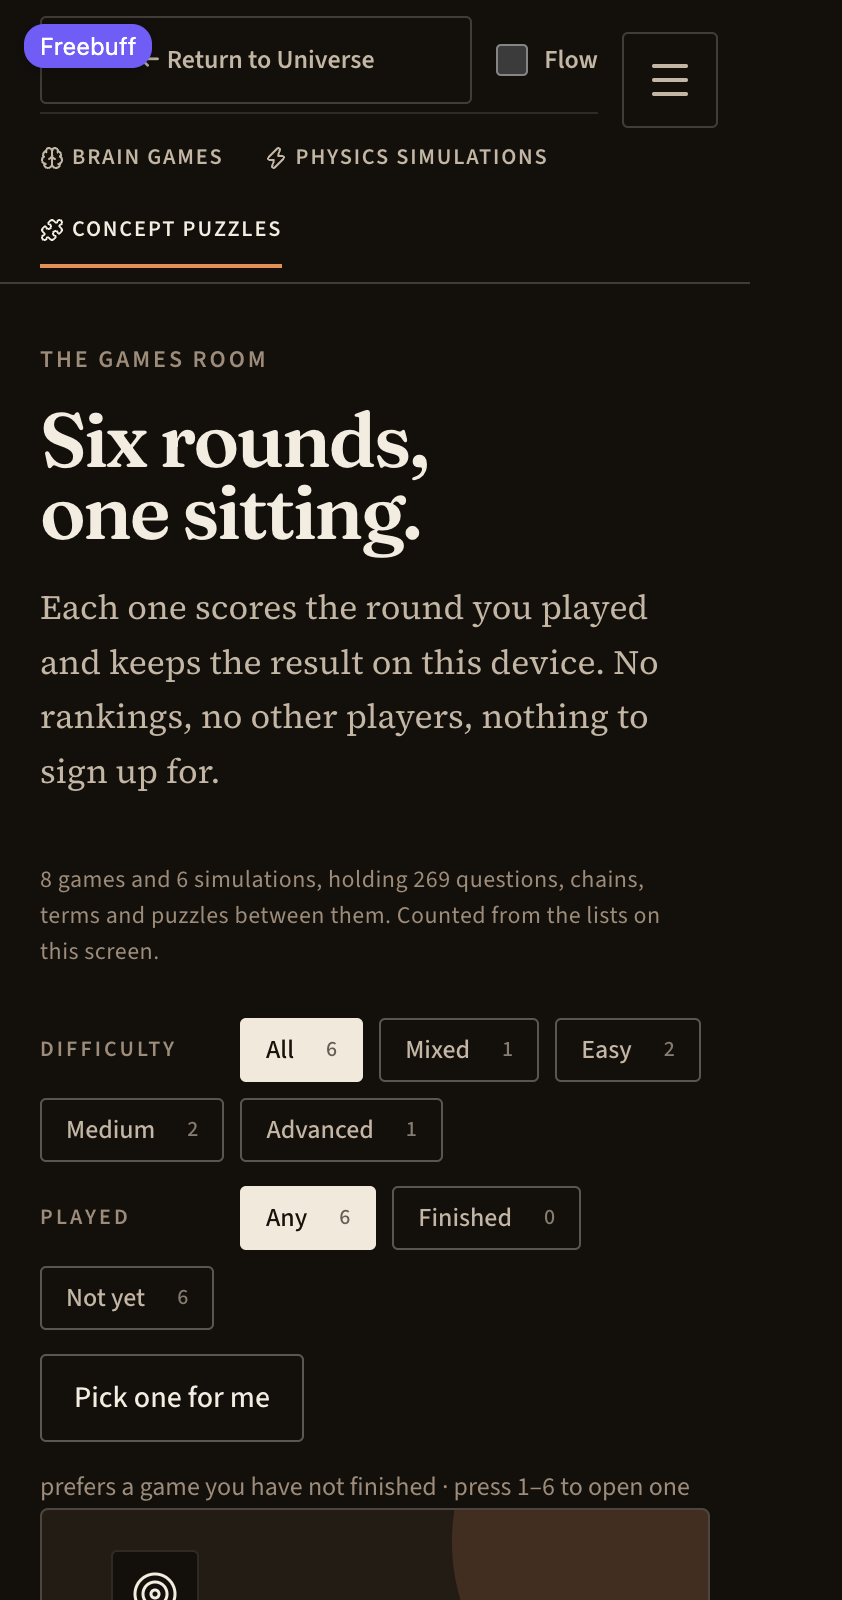 Freebuff
← Return to Universe
Flow
BRAIN GAMES
PHYSICS SIMULATIONS
CONCEPT PUZZLES
THE GAMES ROOM
Six rounds,
one sitting.
Each one scores the round you played
and keeps the result on this device. No
rankings, no other players, nothing to
sign up for.
8 games and 6 simulations, holding 269 questions, chains,
terms and puzzles between them. Counted from the lists on
this screen.
DIFFICULTY All 6 Mixed 1 Easy 2
Medium 2 Advanced 1
PLAYED Any 6 Finished 0
Not yet 6
Pick one for me
prefers a game you have not finished · press 1–6 to open one